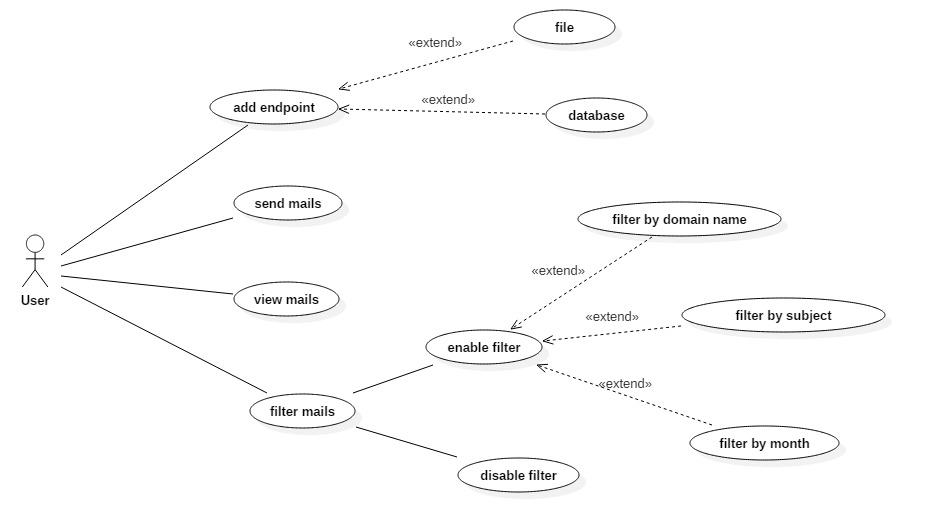 file
«extend»
«extend»
add endpoint
database
send mails
filter by domain name
«extend»
User
view mails
«extend»
filter by subject
enable filter
«extend»
filter mails
filter by month
disable filter